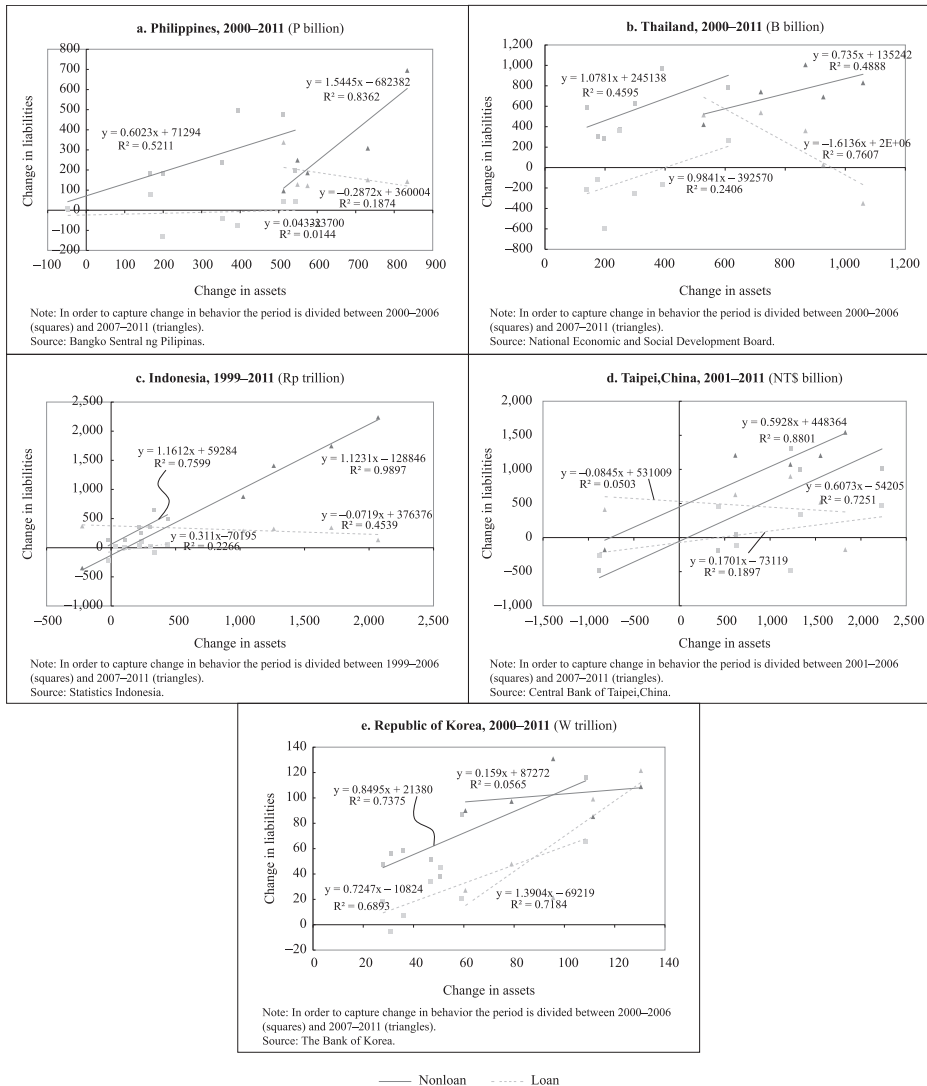 a. Philippines, 2000–2011 (P billion)
Change in liabilities
800
700
600
500
400
300
200
100
0
–100
–200
y = 1.5445x – 682382
R² = 0.8362
y = 0.6023x + 71294
R² = 0.5211
y = –0.2872x + 360004
R² = 0.1874
R² = 0.0144
–100 0 100 200 300 400 500 600 700 800 900
Change in assets
Note: In order to capture change in behavior the period is divided between 2000–2006
(squares) and 2007–2011 (triangles).
Source: Bangko Sentral ng Pilipinas.
b. Thailand, 2000–2011 (B billion)
Change in liabilities
1,200
1,000
800
600
400
200
0
–200
–400
–600
–800
y = 0.735x + 135242
R² = 0.4888
y = 1.0781x + 245138
R² = 0.4595
y = –1.6136x + 2E+06
R² = 0.7607
y = 0.9841x – 392570
R² = 0.2406
0 200 400 600 800 1,000 1,200
Change in assets
Note: In order to capture change in behavior the period is divided between 2000–2006
(squares) and 2007–2011 (triangles).
Source: National Economic and Social Development Board.
c. Indonesia, 1999–2011 (Rp trillion)
Change in liabilities
2,500
2,000
1,500
1,000
500
0
–500
–1,000
y = 1.1612x + 59284
R² = 0.7599
y = 1.1231x – 128846
R² = 0.9897
y = –0.0719x + 376376
R² = 0.4539
y = 0.311x – 70195
R² = 0.2266
–500 0 500 1,000 1,500 2,000 2,500
Change in assets
Note: In order to capture change in behavior the period is divided between 1999–2006
(squares) and 2007–2011 (triangles).
Source: Statistics Indonesia.
d. Taipei,China, 2001–2011 (NT$ billion)
Change in liabilities
2,000
1,500
1,000
500
0
–500
–1,000
y = 0.5928x + 448364
R² = 0.8801
y = –0.0845x + 531009
R² = 0.0503
y = 0.6073x – 54205
R² = 0.7251
y = 0.1701x – 73119
R² = 0.1897
–1,500 –1,000 –500 0 500 1,000 1,500 2,000 2,500
Change in assets
Note: In order to capture change in behavior the period is divided between 2001–2006
(squares) and 2007–2011 (triangles).
Source: Central Bank of Taipei,China.
e. Republic of Korea, 2000–2011 (W trillion)
Change in liabilities
140
120
100
80
60
40
20
0
–20
y = 0.159x + 87272
R² = 0.0565
y = 0.8495x + 21380
R² = 0.7375
y = 0.7247x – 10824
R² = 0.6893
y = 1.3904x – 69219
R² = 0.7184
0 20 40 60 80 100 120 140
Change in assets
Note: In order to capture change in behavior the period is divided between 2000–2006
(squares) and 2007–2011 (triangles).
Source: The Bank of Korea.
Nonloan Loan